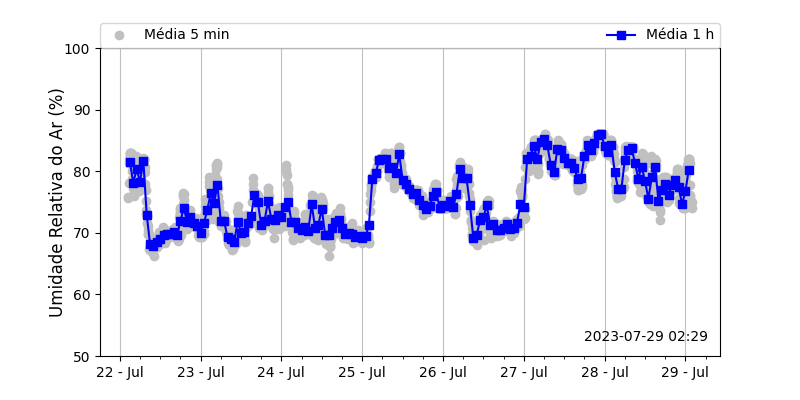 Média 5 min
Média 1 h
100
90
80
70
60
50
Umidade Relativa do Ar (%)
2023-07-29 02:29
22 - Jul
23 - Jul
24 - Jul
25 - Jul
26 - Jul
27 - Jul
28 - Jul
29 - Jul